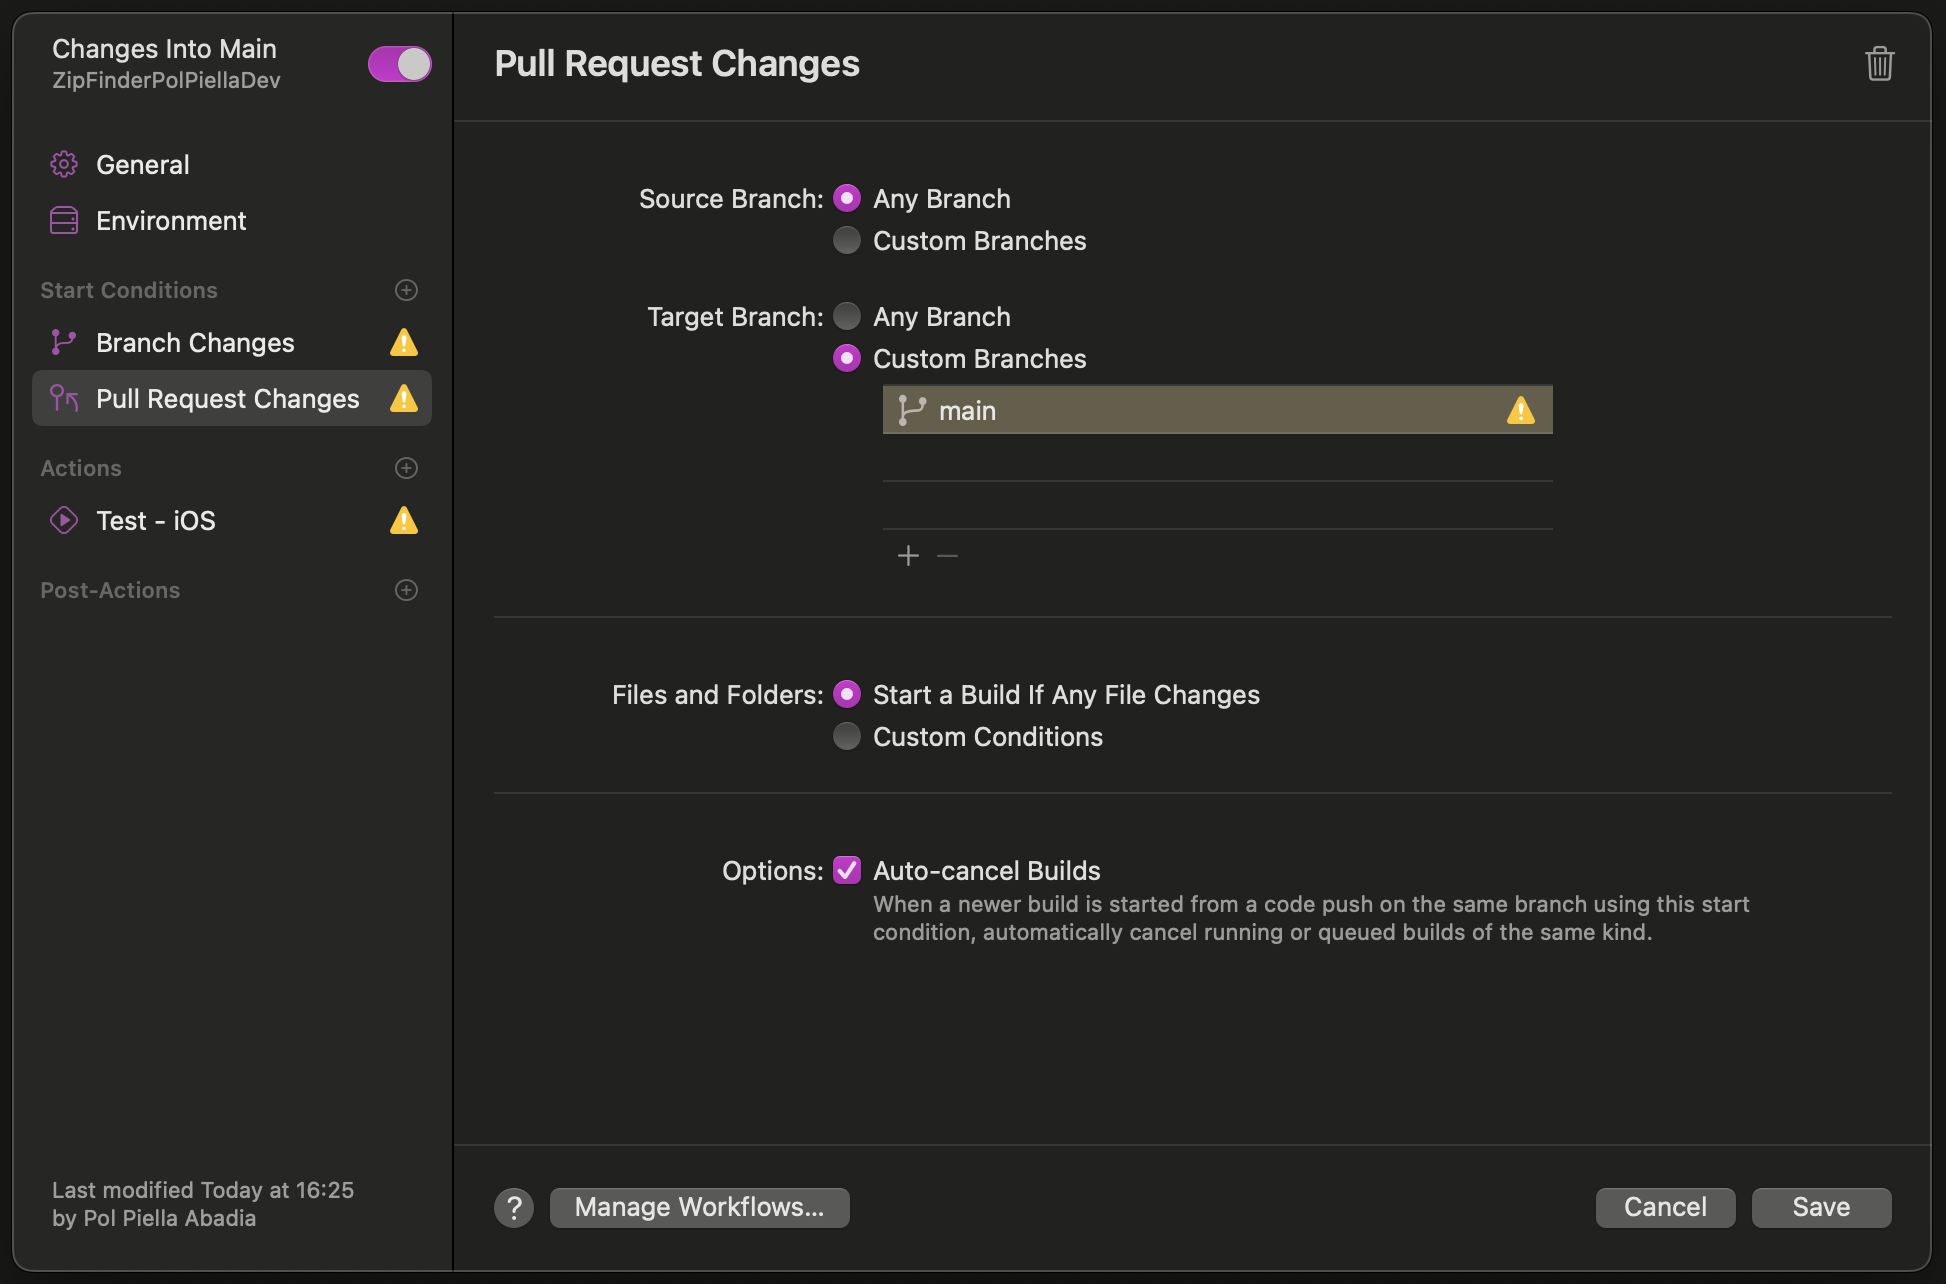 Changes Into Main
ZipFinderPolPiellaDev
General
Environment
Start Conditions
Branch Changes
Pull Request Changes
Actions
Test - iOS
Post-Actions
Last modified Today at 16:25
by Pol Piella Abadia
Pull Request Changes
Source Branch: Any Branch
Custom Branches
Target Branch: Any Branch
Custom Branches
main
Files and Folders: Start a Build If Any File Changes
Custom Conditions
Options: Auto-cancel Builds
When a newer build is started from a code push on the same branch using this start
condition, automatically cancel running or queued builds of the same kind.
? Manage Workflows... Cancel Save